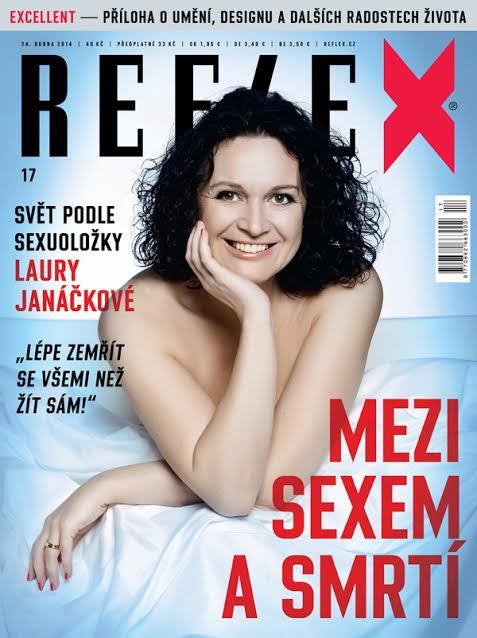 EXCELLENT — PŘÍLOHA O UMĚNÍ, DESIGNU A DALŠÍCH RADOSTECH ŽIVOTA
24. DUBNA 2014 | 40 KČ | PŘEDPLATNÉ 33 KČ | SK 1,95 € | DE 3,40 € | BE 3,50 € | REFLEX.CZ
REFLEX®
17
SVĚT PODLE
SEXUOLOŽKY
LAURY
JANÁČKOVÉ
„LÉPE ZEMŘÍT
SE VŠEMI NEŽ
ŽÍT SÁM!“
MEZI
SEXEM
A SMRTÍ